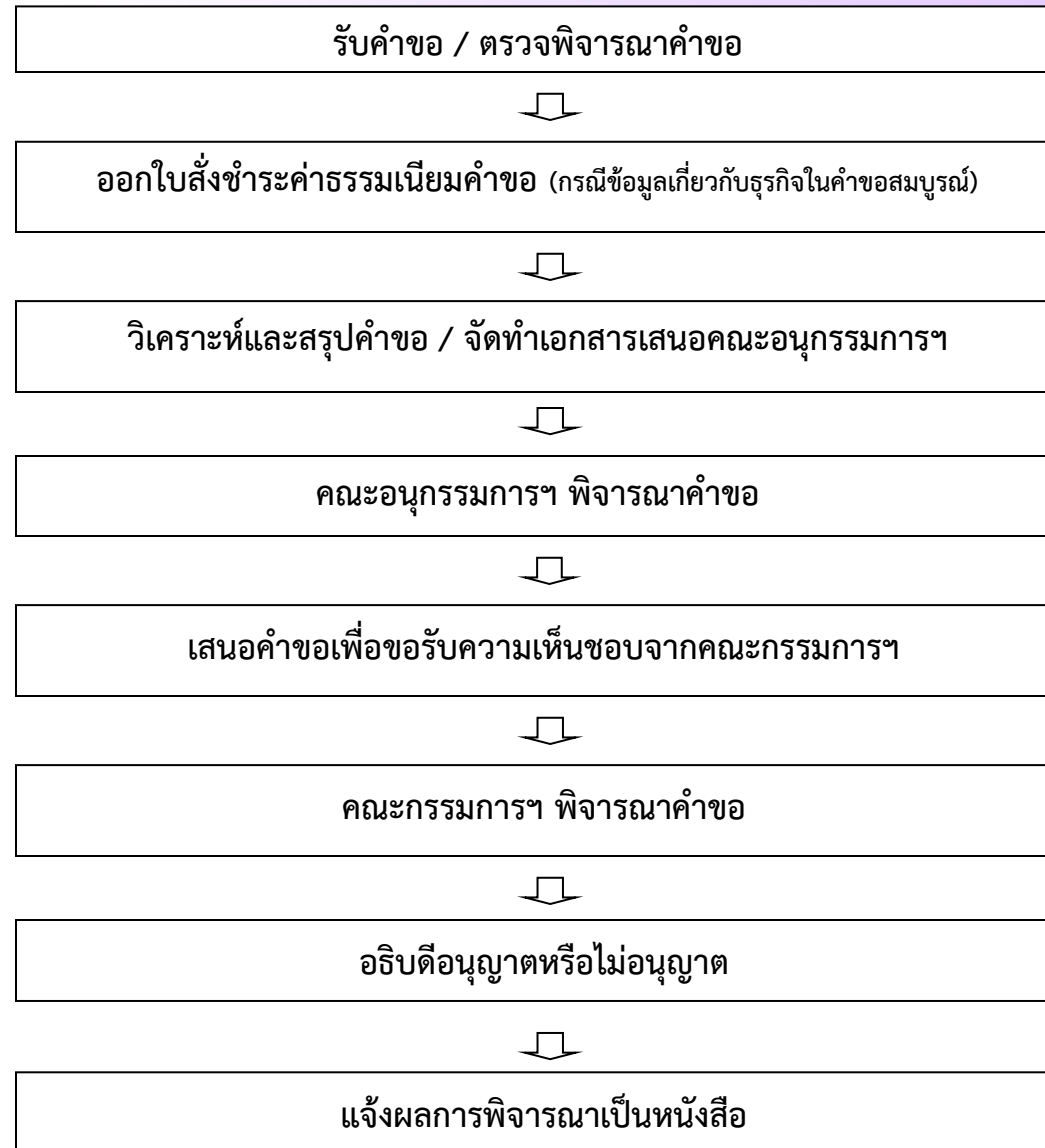 รับคำขอ / ตรวจพิจารณาคำขอ
ออกใบสั่งชำระค่าธรรมเนียมคำขอ (กรณีข้อมูลเกี่ยวกับธุรกิจในคำขอสมบูรณ์)
วิเคราะห์และสรุปคำขอ / จัดทำเอกสารเสนอคณะอนุกรรมการฯ
คณะอนุกรรมการฯ พิจารณาคำขอ
เสนอคำขอเพื่อขอรับความเห็นชอบจากคณะกรรมการฯ
คณะกรรมการฯ พิจารณาคำขอ
อธิบดีอนุญาตหรือไม่อนุญาต
แจ้งผลการพิจารณาเป็นหนังสือ